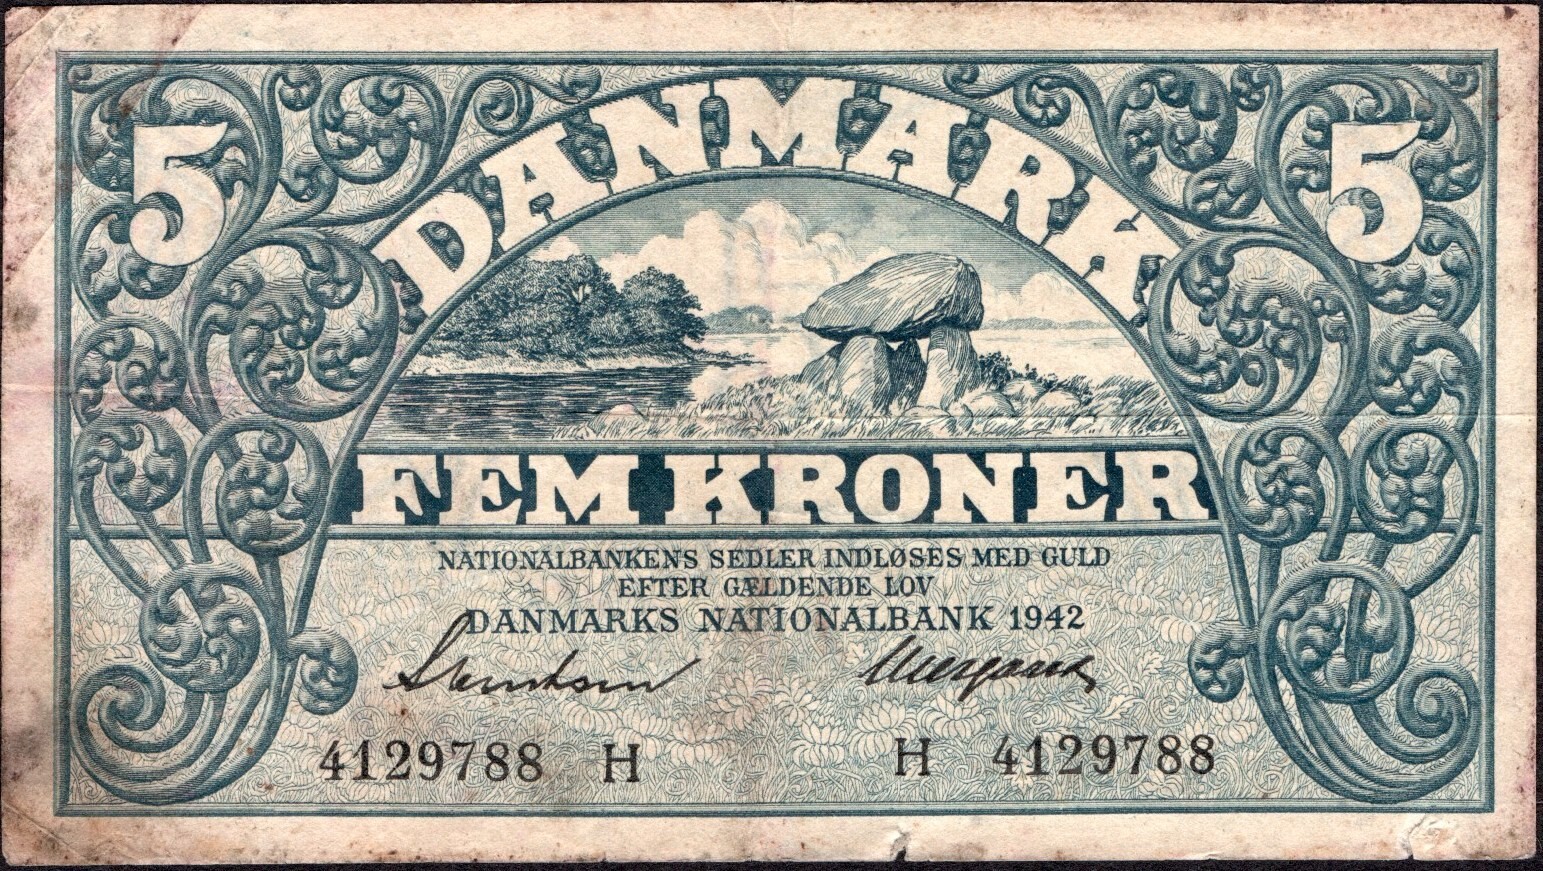 DANMARK
5 5
FEM KRONER
NATIONALBANKENS SEDLER INDLØSES MED GULD
EFTER GÆLDENDE LOV
DANMARKS NATIONALBANK 1942
4129788 H H 4129788